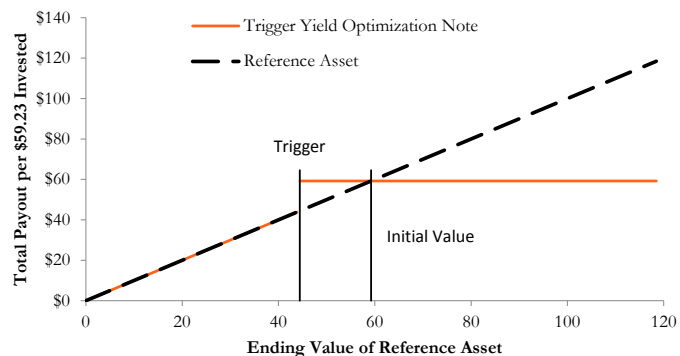 $140
$120
$100
$80
$60
$40
$20
$0
Total Payout per $59.23 Invested
Trigger Yield Optimization Note
Reference Asset
Trigger
Initial Value
0
20
40
60
80
100
120
Ending Value of Reference Asset